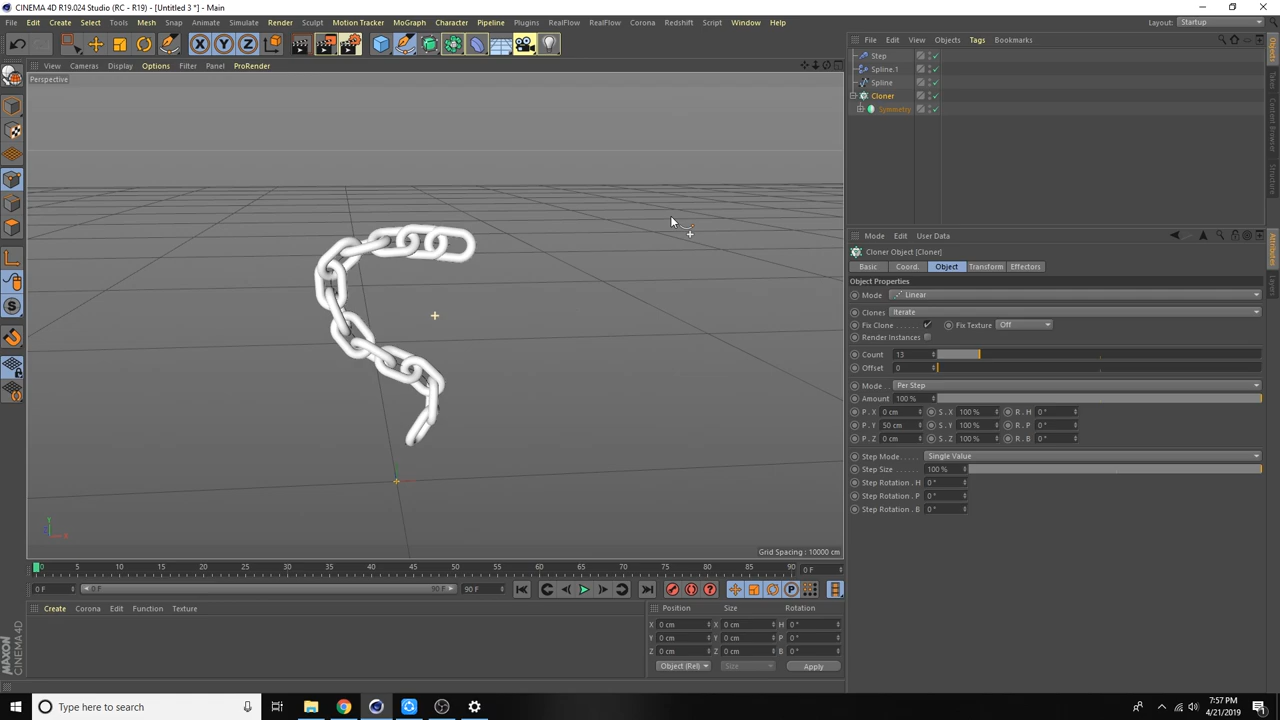 CINEMA 4D R19.024 Studio (RC - R19) - [Untitled 3 *] - Main
File Edit Create Select Tools Mesh Snap Animate Simulate Render Sculpt Motion Tracker MoGraph Character Pipeline Plugins RealFlow RealFlow Corona Redshift Script Window Help Layout: Startup
View Cameras Display Options Filter Panel ProRender
File Edit View Objects Tags Bookmarks
Perspective
Step
Spline.1
Spline
Cloner
Symmetry
Objects
Takes
Content Browser
Structure
Mode Edit User Data
Cloner Object [Cloner]
Basic Coord. Object Transform Effectors
Object Properties
Mode Linear
Clones Iterate
Fix Clone Fix Texture Off
Render Instances
Count 13
Offset 0
Mode Per Step
Amount 100 %
P . X 0 cm S . X 100 % R . H 0 °
P . Y 50 cm S . Y 100 % R . P 0 °
P . Z 0 cm S . Z 100 % R . B 0 °
Step Mode Single Value
Step Size 100 %
Step Rotation . H 0 °
Step Rotation . P 0 °
Step Rotation . B 0 °
Attributes
Layers
Grid Spacing : 10000 cm
0 5 10 15 20 25 30 35 40 45 50 55 60 65 70 75 80 85 90 0 F
0 F 0 F 90 F 90 F
Create Corona Edit Function Texture
Position Size Rotation
X 0 cm X 0 cm H 0 °
Y 0 cm Y 0 cm P 0 °
Z 0 cm Z 0 cm B 0 °
Object (Rel) Size Apply
MAXON
CINEMA 4D
Type here to search
7:57 PM
4/21/2019